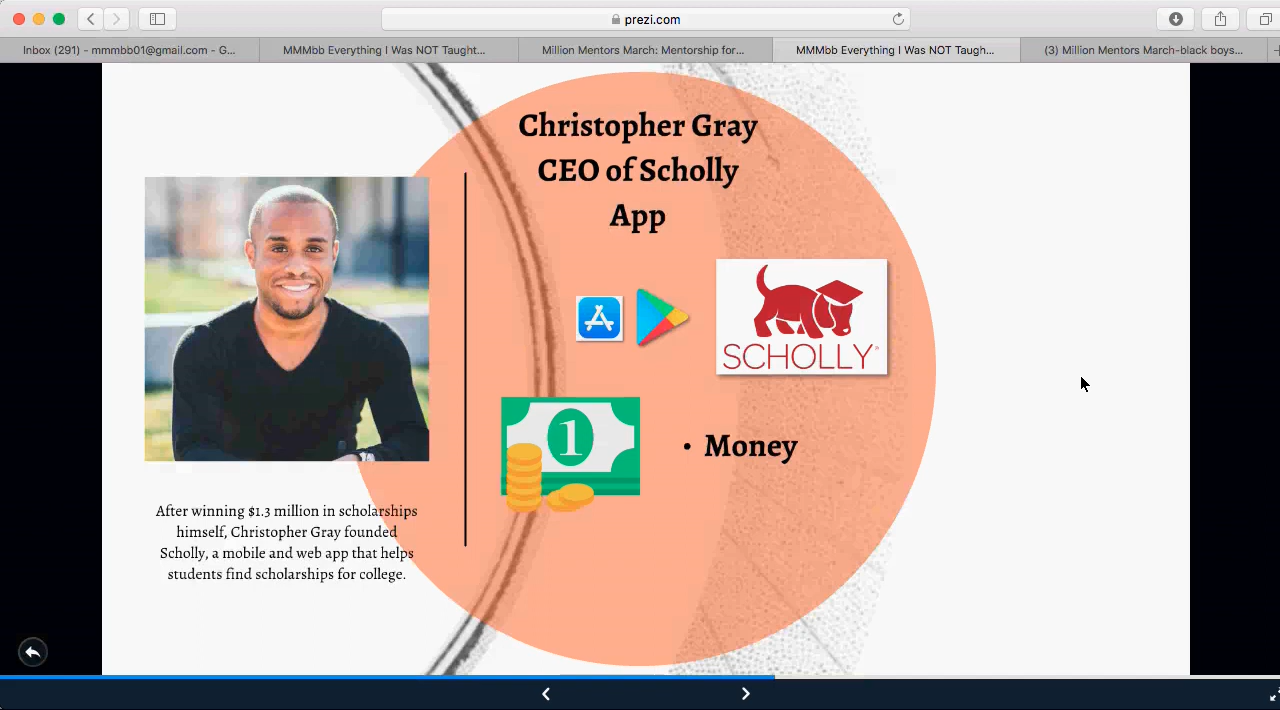 prezi.com
Inbox (291) - mmmbb01@gmail.com - G...
MMMbb Everything I Was NOT Taught...
Million Mentors March: Mentorship for...
MMMbb Everything I Was NOT Taugh...
(3) Million Mentors March-black boys...
Christopher Gray
CEO of Scholly
App
SCHOLLY
1
• Money
After winning $1.3 million in scholarships
himself, Christopher Gray founded
Scholly, a mobile and web app that helps
students find scholarships for college.